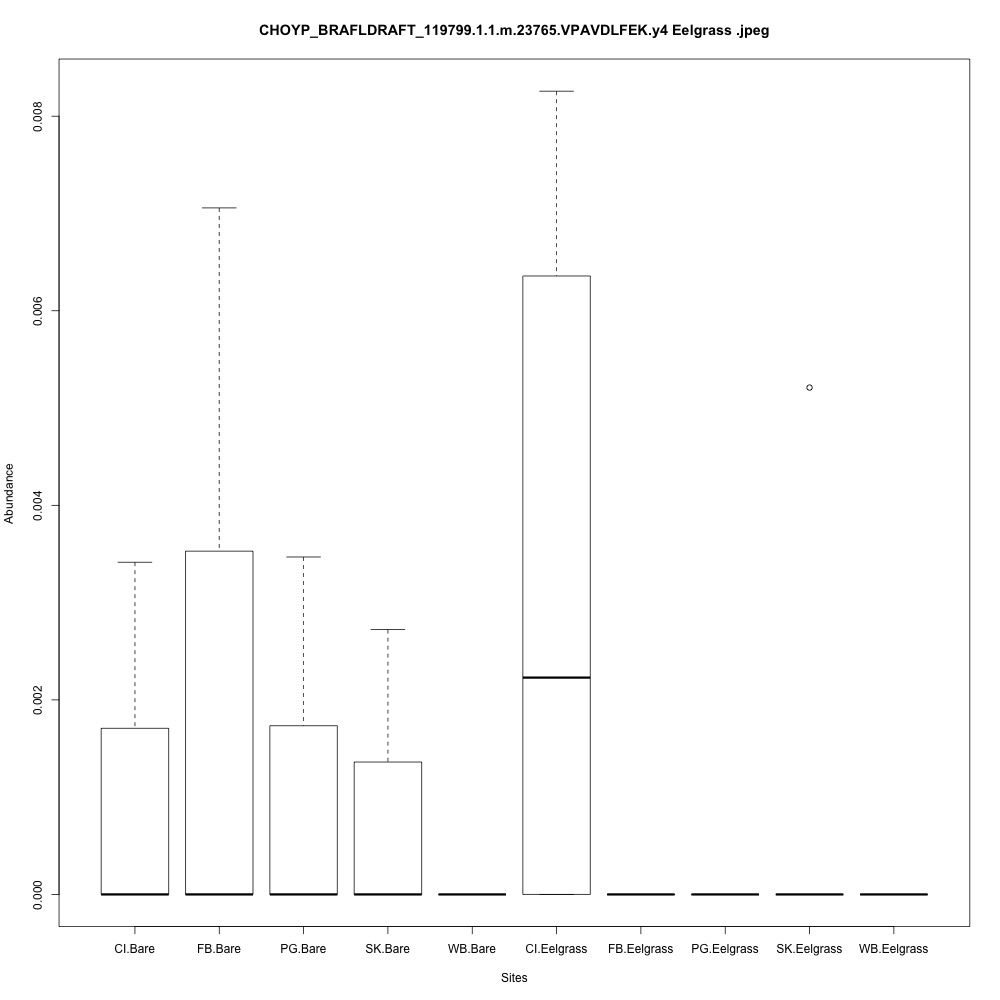 CHOYP_BRAFLDRAFT_119799.1.1.m.23765.VPAVDLFEK.y4 Eelgrass .jpeg
0.008
0.006
0.004
0.002
0.000
Abundance
CI.Bare FB.Bare PG.Bare SK.Bare WB.Bare CI.Eelgrass FB.Eelgrass PG.Eelgrass SK.Eelgrass WB.Eelgrass
Sites